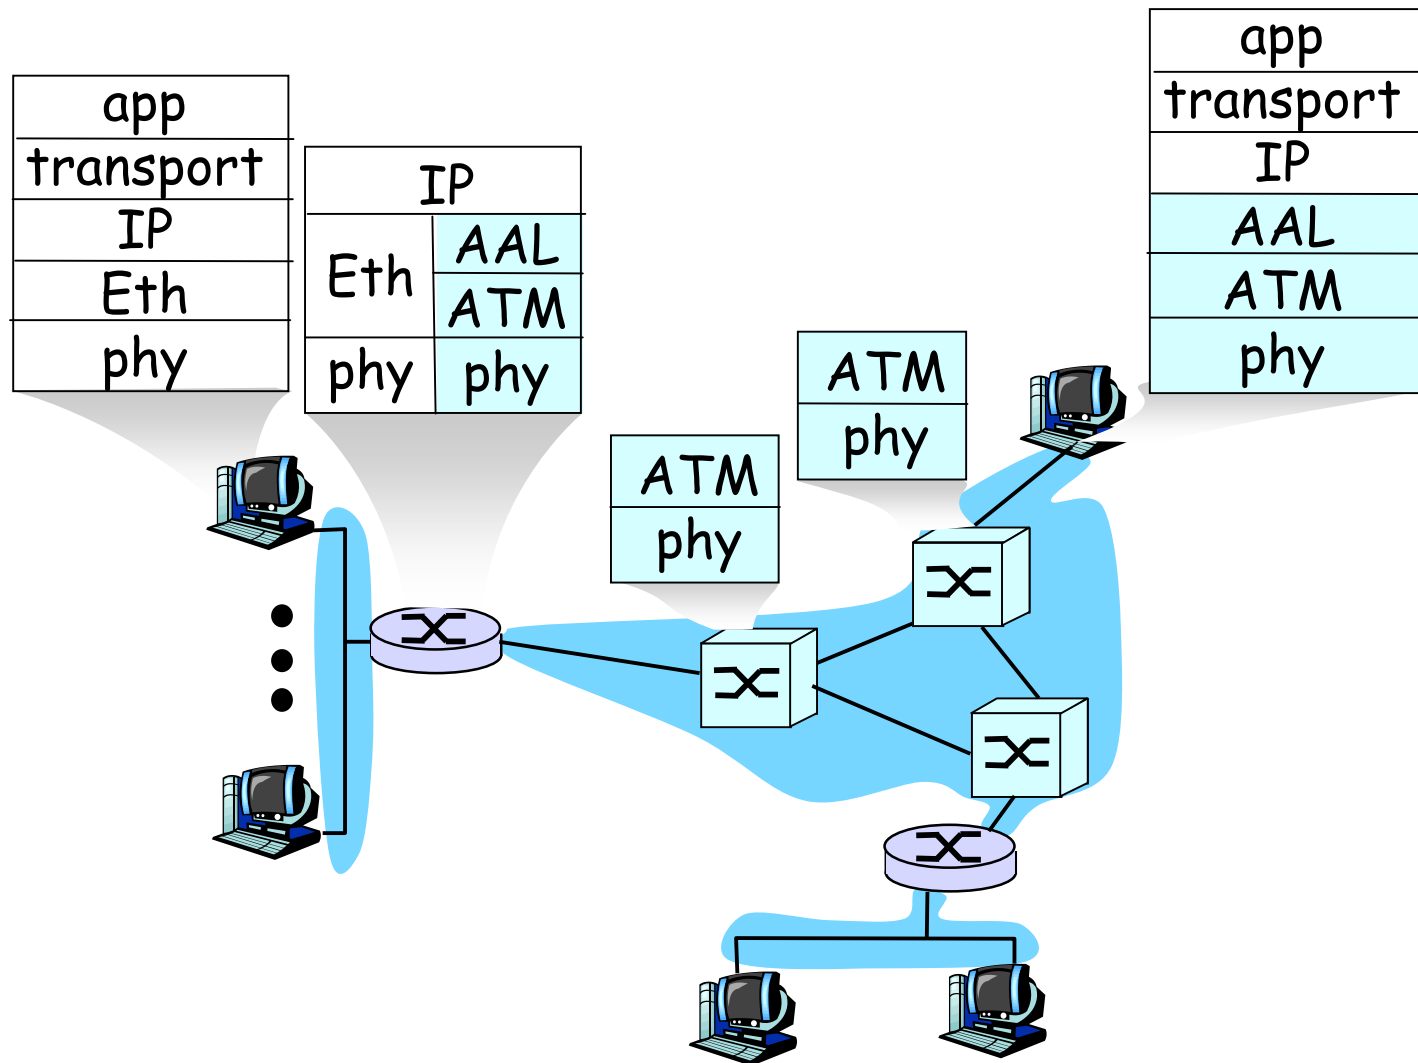 app
transport
IP
Eth
phy
IP
Eth
AAL
ATM
phy
phy
ATM
phy
ATM
phy
app
transport
IP
AAL
ATM
phy